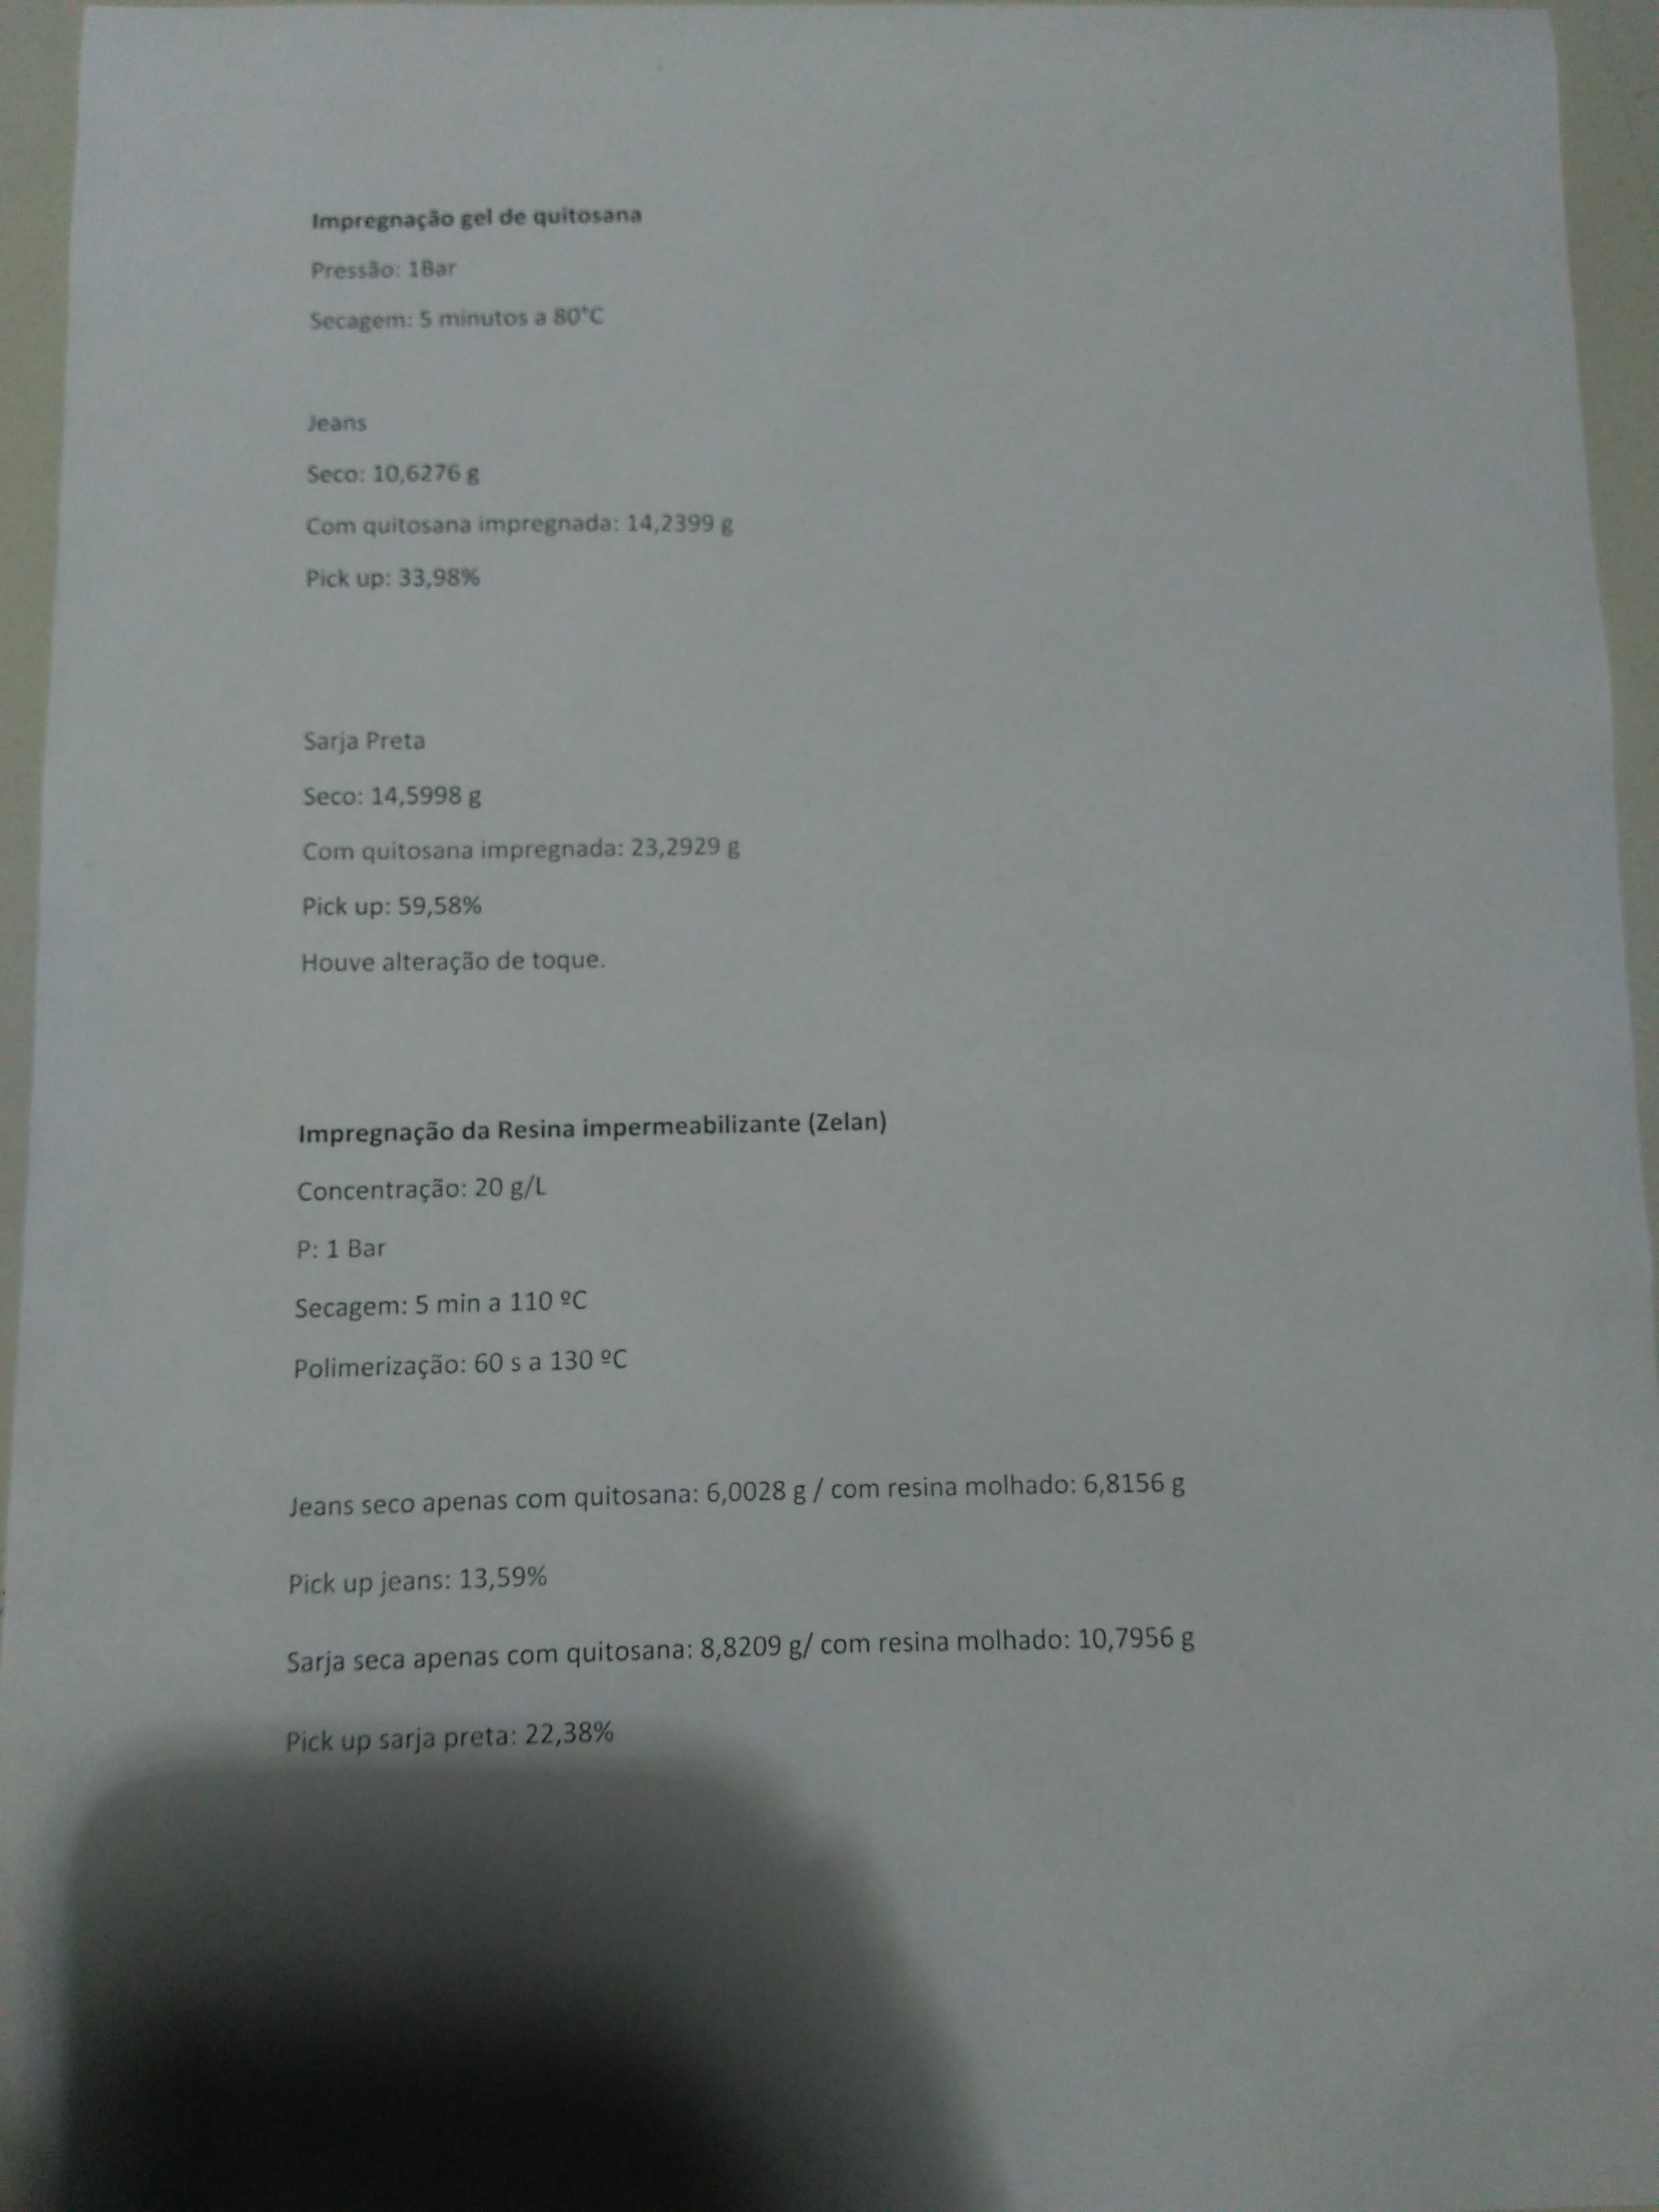 Impregnação gel de quitosana
Pressão: 1Bar
Secagem: 5 minutos a 80°C
Jeans
Seco: 10,6276 g
Com quitosana impregnada: 14,2399 g
Pick up: 33,98%
Sarja Preta
Seco: 14,5998 g
Com quitosana impregnada: 23,2929 g
Pick up: 59,58%
Houve alteração de toque.
Impregnação da Resina impermeabilizante (Zelan)
Concentração: 20 g/L
P: 1 Bar
Secagem: 5 min a 110 ºC
Polimerização: 60 s a 130 ºC
Jeans seco apenas com quitosana: 6,0028 g / com resina molhado: 6,8156 g
Pick up jeans: 13,59%
Sarja seca apenas com quitosana: 8,8209 g/ com resina molhado: 10,7956 g
Pick up sarja preta: 22,38%